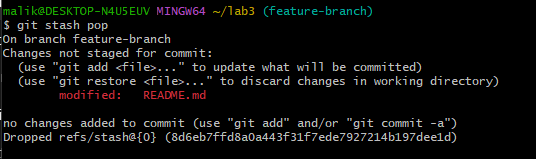 malik@DESKTOP-N4U5EUV MINGW64 ~/lab3 (feature-branch)
$ git stash pop
On branch feature-branch
Changes not staged for commit:
  (use "git add <file>..." to update what will be committed)
  (use "git restore <file>..." to discard changes in working directory)
        modified:   README.md

no changes added to commit (use "git add" and/or "git commit -a")
Dropped refs/stash@{0} (8d6eb7ffd8a0a443f31f7ede7927214b197dee1d)